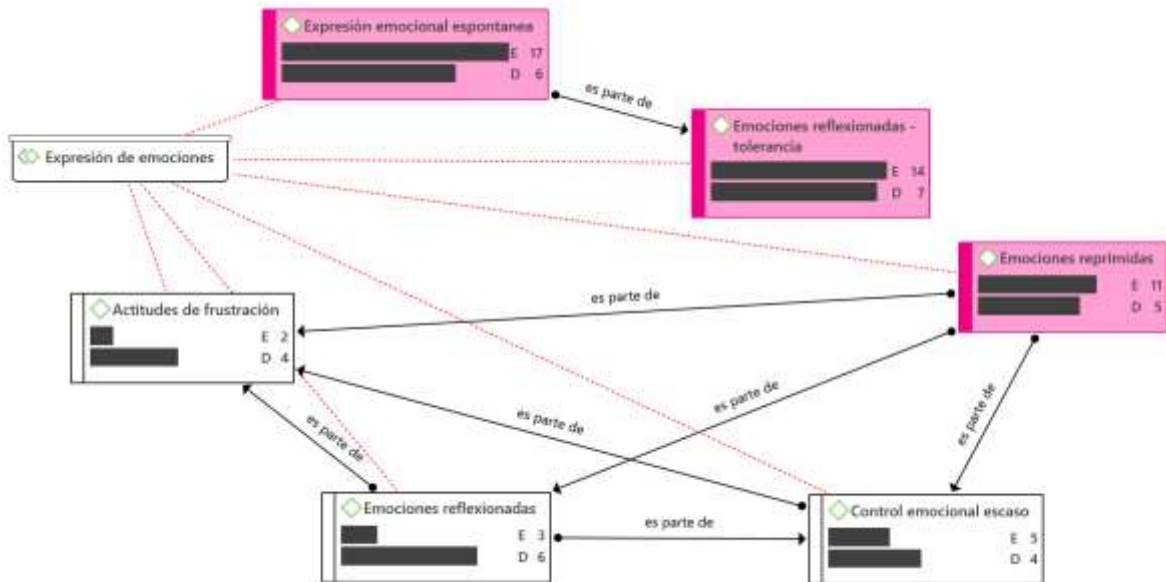 Expresión emocional espontanea
E 17
D 6
es parte de
Emociones reflexionadas -
tolerancia
E 14
D 7
Expresión de emociones
Emociones reprimidas
E 11
D 5
es parte de
Actitudes de frustración
E 2
D 4
es parte de
es parte de
es parte de
es parte de
Emociones reflexionadas
E 3
D 6
es parte de
Control emocional escaso
E 5
D 4